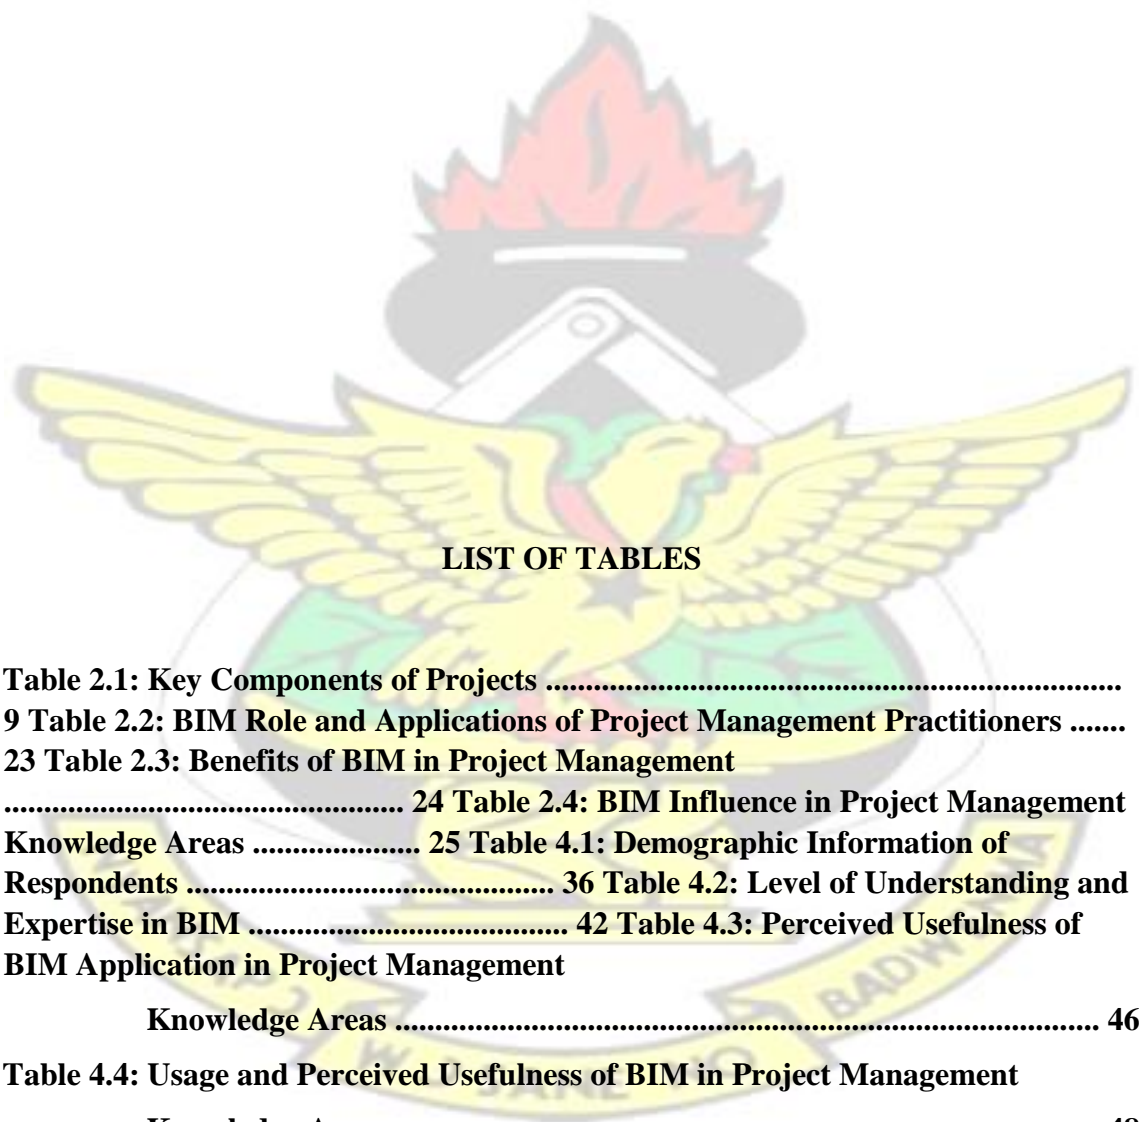 LIST OF TABLES
Table 2.1: Key Components of Projects ........................................................................
9 Table 2.2: BIM Role and Applications of Project Management Practitioners .......
23 Table 2.3: Benefits of BIM in Project Management
.................................................. 24 Table 2.4: BIM Influence in Project Management
Knowledge Areas ..................... 25 Table 4.1: Demographic Information of
Respondents .............................................. 36 Table 4.2: Level of Understanding and
Expertise in BIM ........................................ 42 Table 4.3: Perceived Usefulness of
BIM Application in Project Management
Knowledge Areas ........................................................................................ 46
Table 4.4: Usage and Perceived Usefulness of BIM in Project Management
W J SANE NO
BADW